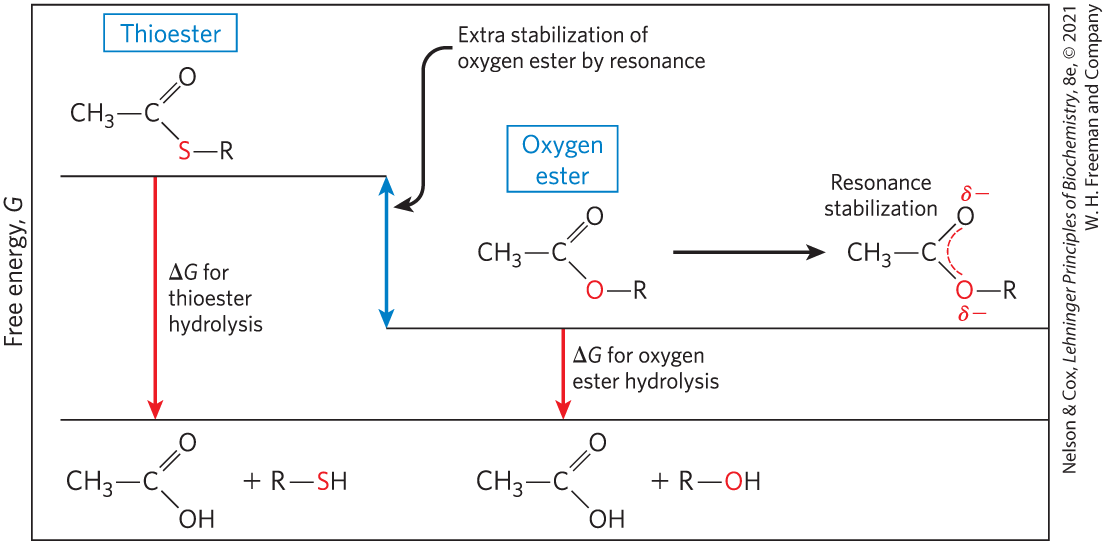 Thioester
O
CH₃—C
S—R
Extra stabilization of
oxygen ester by resonance
Oxygen
ester
O
CH₃—C
O—R
Resonance
stabilization
δ−
O
CH₃—C
O—R
δ−
Free energy, G
ΔG for
thioester
hydrolysis
ΔG for oxygen
ester hydrolysis
O
CH₃—C
OH
+ R—SH
O
CH₃—C
OH
+ R—OH
Nelson & Cox, Lehninger Principles of Biochemistry, 8e, © 2021
W. H. Freeman and Company